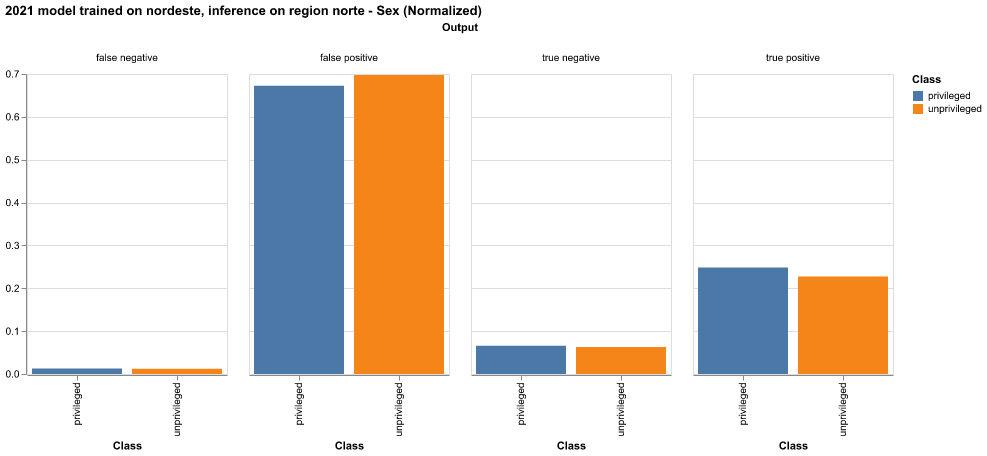 2021 model trained on nordeste, inference on region norte - Sex (Normalized)
Output
false negative
false positive
true negative
true positive
0.7
0.6
0.5
0.4
0.3
0.2
0.1
0.0
privileged
unprivileged
privileged
unprivileged
privileged
unprivileged
privileged
unprivileged
Class
Class
Class
Class
Class
privileged
unprivileged